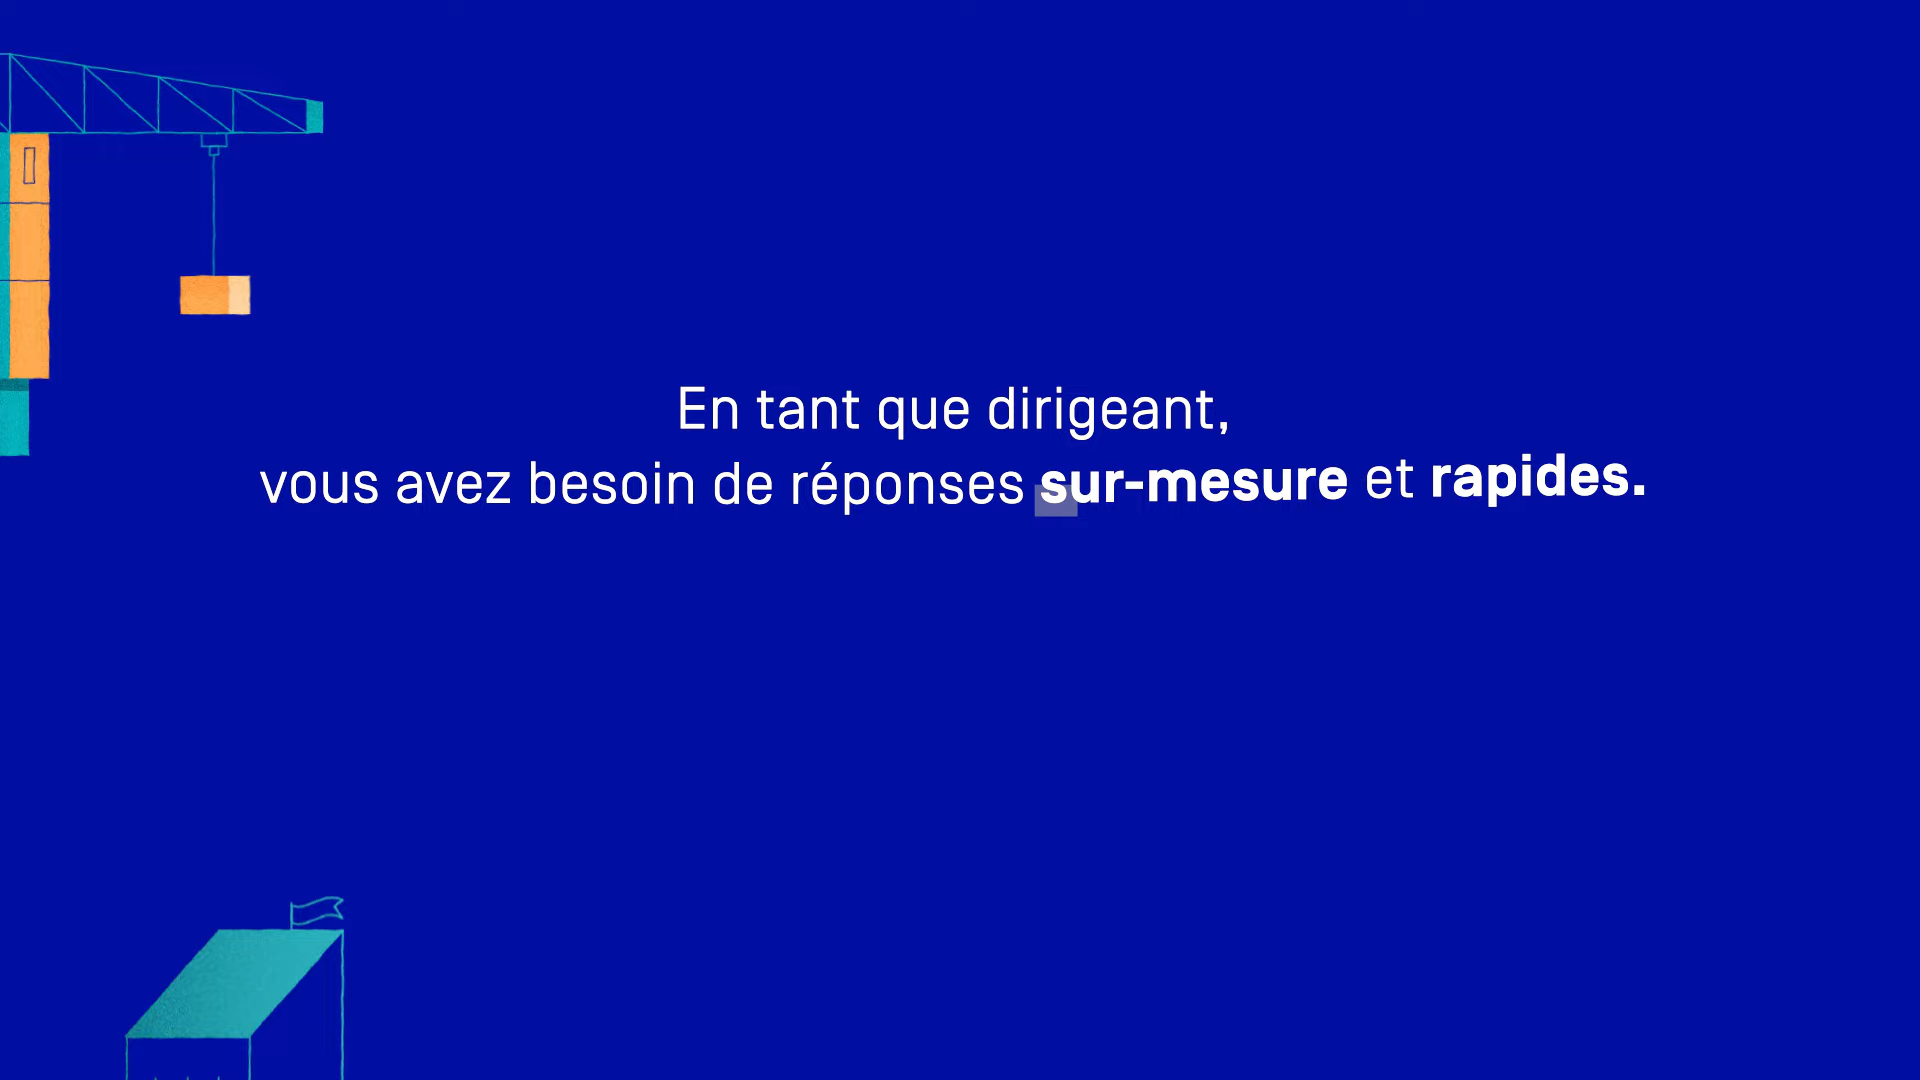 En tant que dirigeant,
vous avez besoin de réponses sur-mesure et rapides.